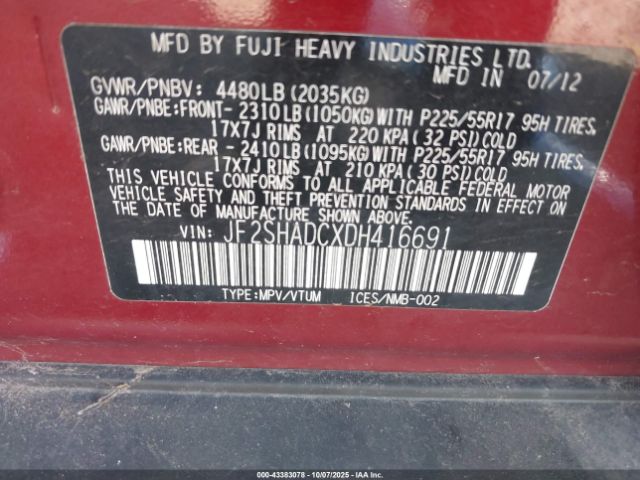 MFD BY FUJI HEAVY INDUSTRIES LTD.
MFD IN 07/12
GVWR/PNBV: 4480LB (2035KG)
GAWR/PNBE:FRONT- 2310LB (1050KG) WITH P225/55R17 95H TIRES,
17X7J RIMS AT 220 KPA (32 PSI) COLD
GAWR/PNBE:REAR - 2410LB (1095KG) WITH P225/55R17 95H TIRES,
17X7J RIMS AT 210 KPA (30 PSI) COLD
THIS VEHICLE CONFORMS TO ALL APPLICABLE FEDERAL MOTOR
VEHICLE SAFETY AND THEFT PREVENTION STANDARDS IN EFFECT
ON THE DATE OF MANUFACTURE SHOWN ABOVE.
VIN: JF2SHADCXDH416691
TYPE:MPV/VTUM ICES/NMB-002
000-43383078 - 10/07/2025 - IAAI.COM